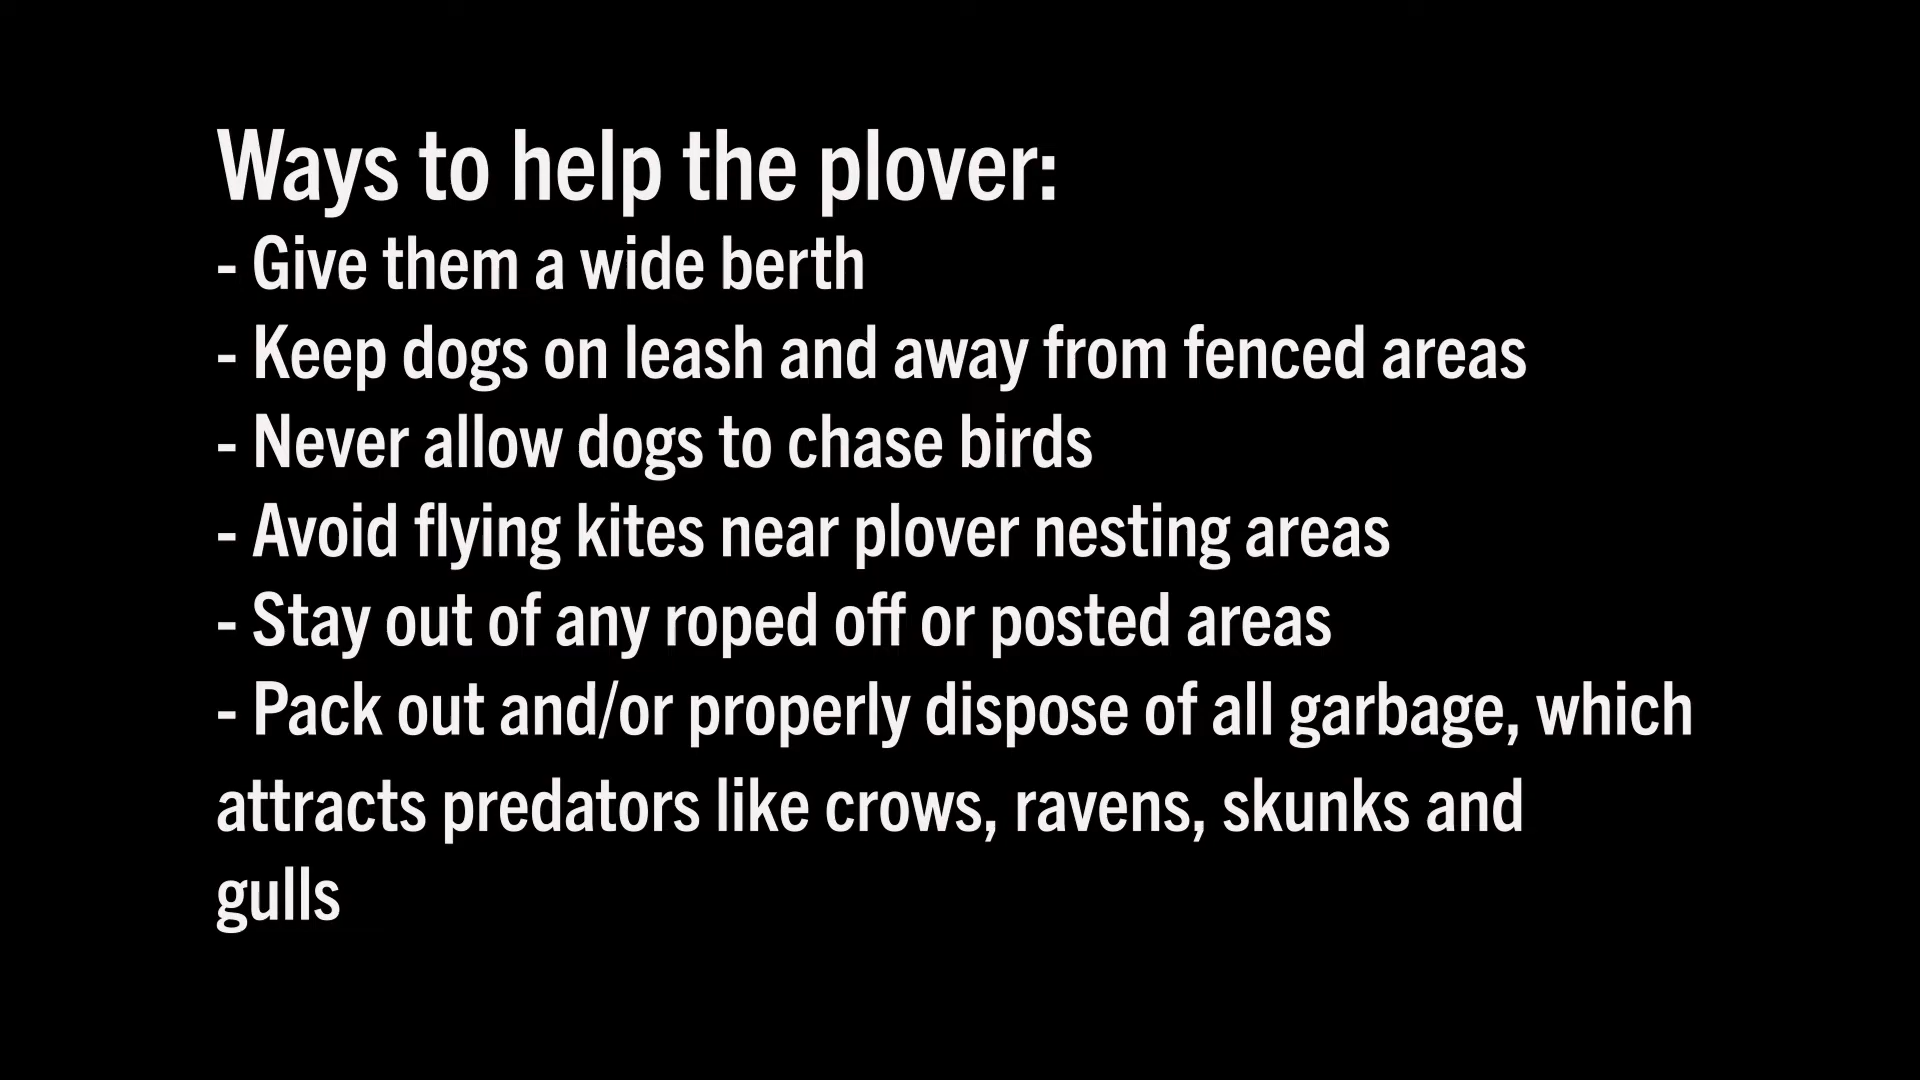 Ways to help the plover:
- Give them a wide berth
- Keep dogs on leash and away from fenced areas
- Never allow dogs to chase birds
- Avoid flying kites near plover nesting areas
- Stay out of any roped off or posted areas
- Pack out and/or properly dispose of all garbage, which
attracts predators like crows, ravens, skunks and
gulls